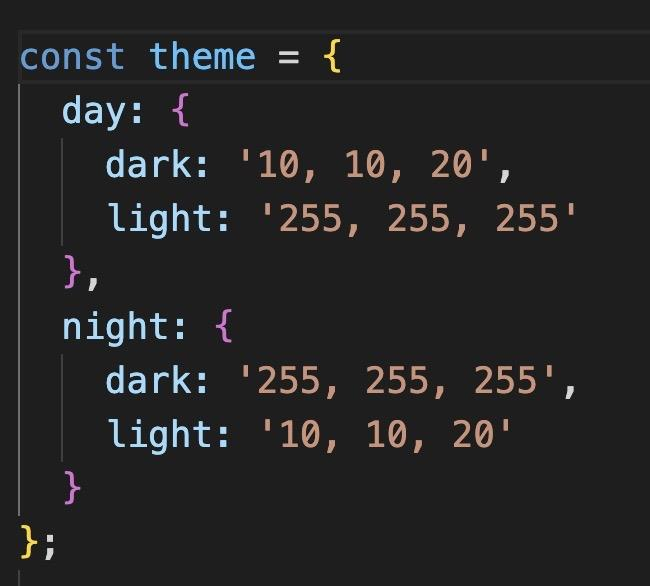 const theme = {
  day: {
    dark: '10, 10, 20',
    light: '255, 255, 255'
  },
  night: {
    dark: '255, 255, 255',
    light: '10, 10, 20'
  }
};